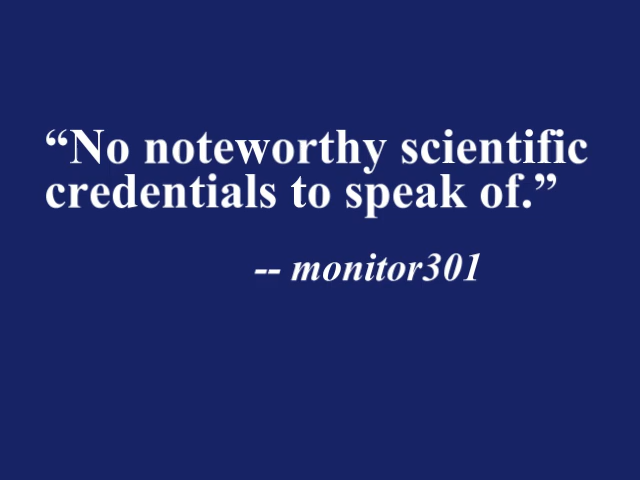 “No noteworthy scientific
credentials to speak of.”
-- monitor301